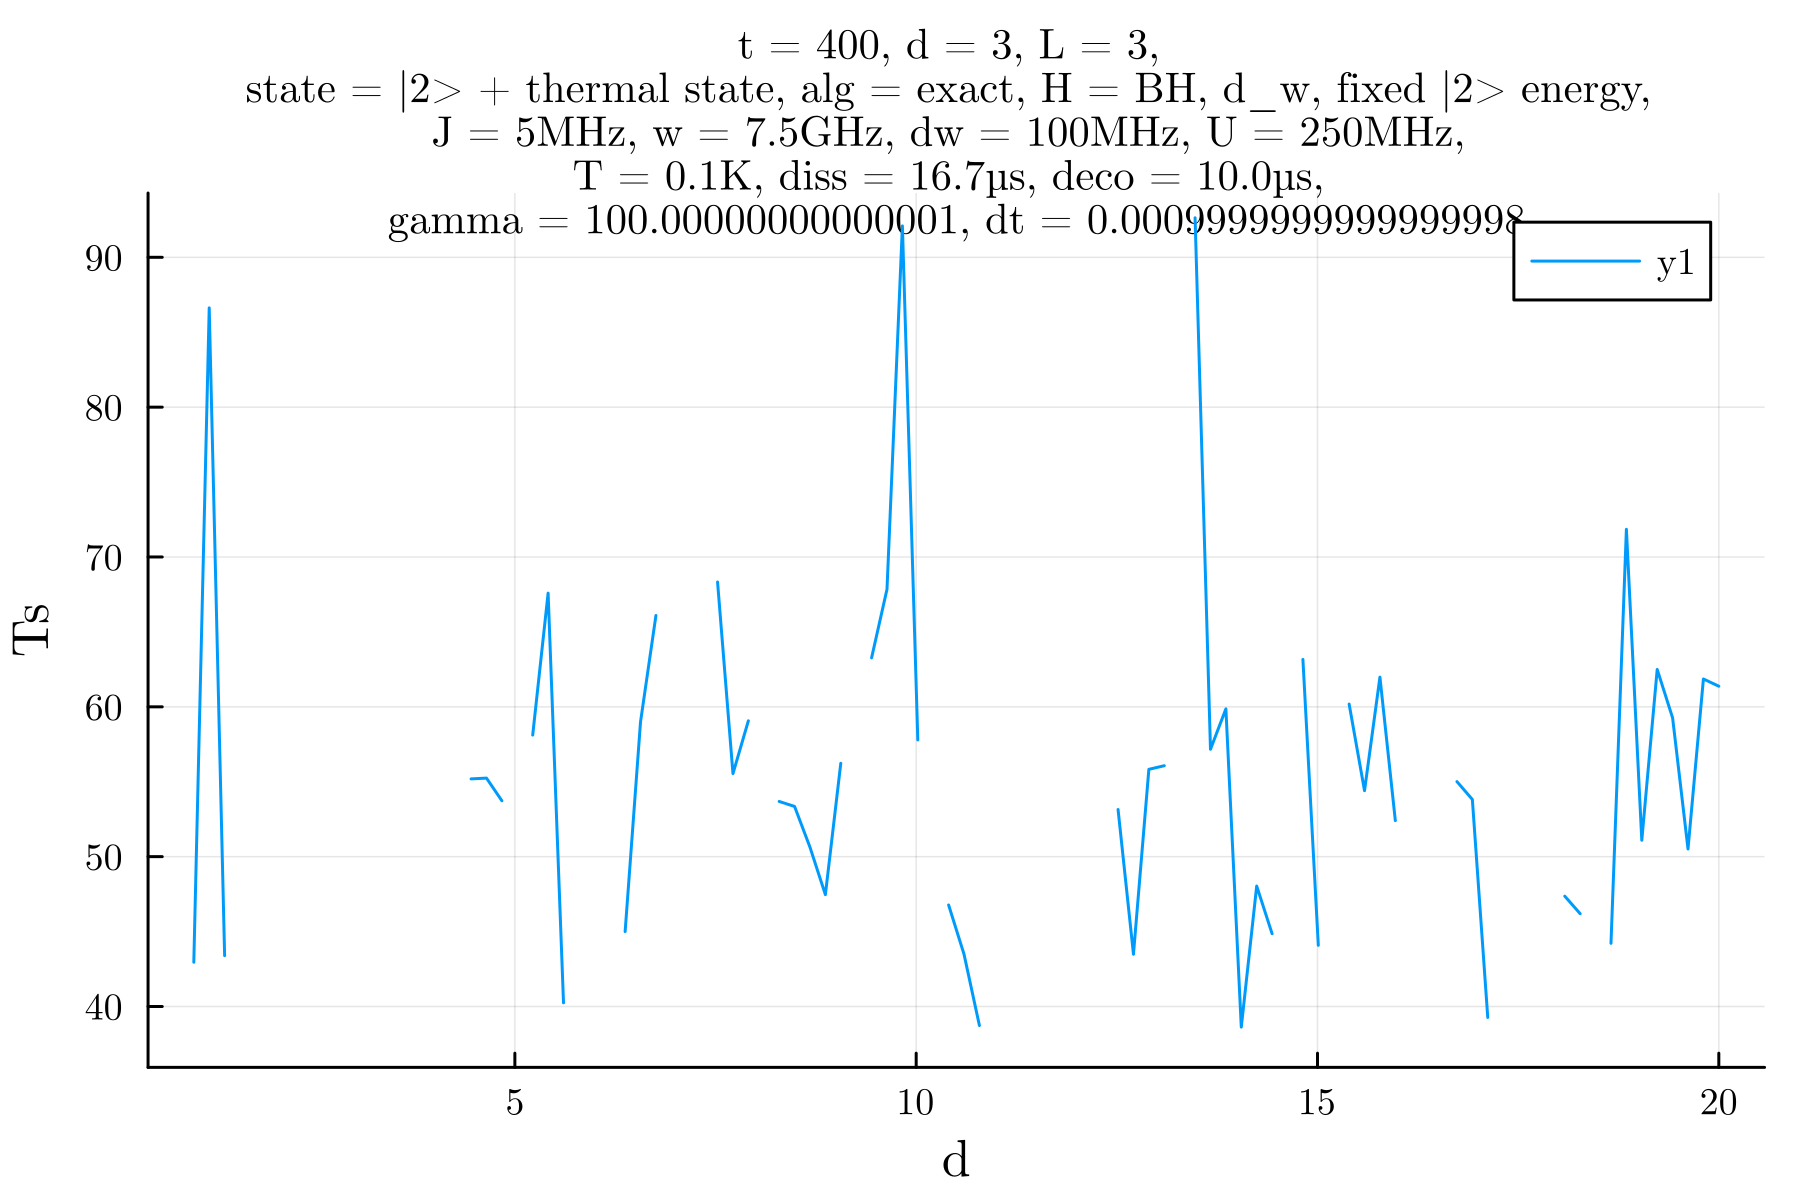 t = 400, d = 3, L = 3,
state = |2> + thermal state, alg = exact, H = BH, d_w, fixed |2> energy,
J = 5MHz, w = 7.5GHz, dw = 100MHz, U = 250MHz,
T = 0.1K, diss = 16.7µs, deco = 10.0µs,
gamma = 100.00000000000001, dt = 0.0009999999999999998
y1
90
80
70
60
50
40
Ts
5
10
15
20
d